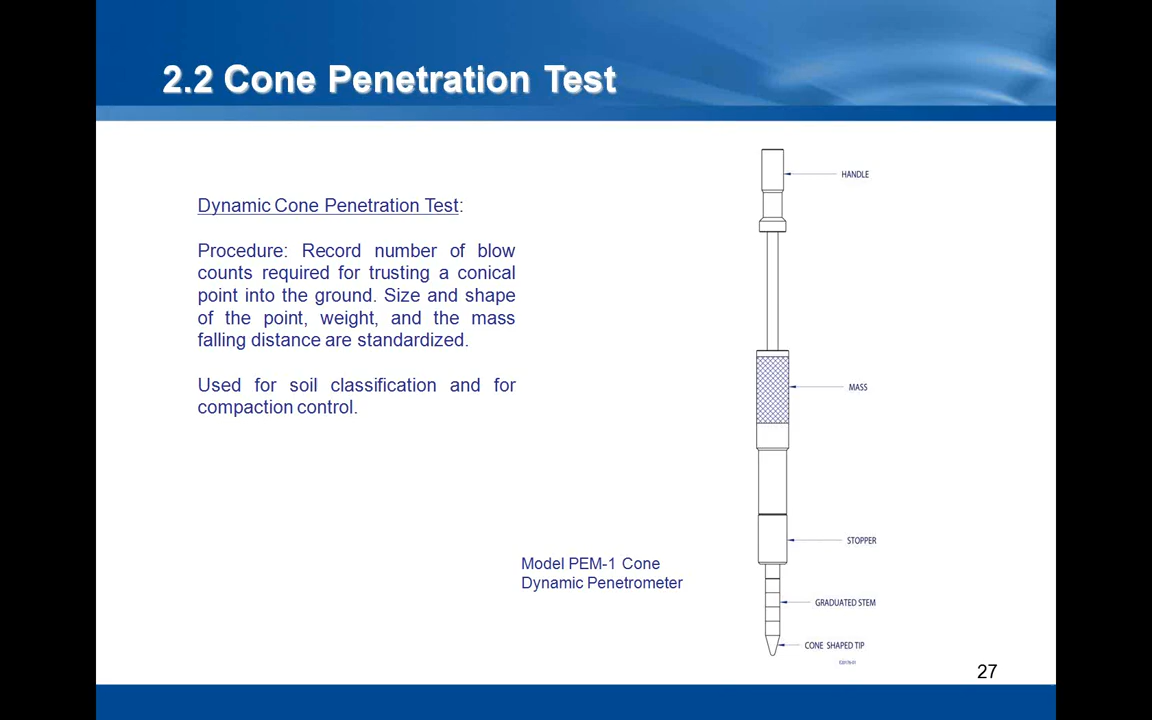 2.2 Cone Penetration Test
Dynamic Cone Penetration Test:
Procedure: Record number of blow
counts required for trusting a conical
point into the ground. Size and shape
of the point, weight, and the mass
falling distance are standardized.
Used for soil classification and for
compaction control.
HANDLE
MASS
STOPPER
Model PEM-1 Cone
Dynamic Penetrometer
GRADUATED STEM
CONE SHAPED TIP
27